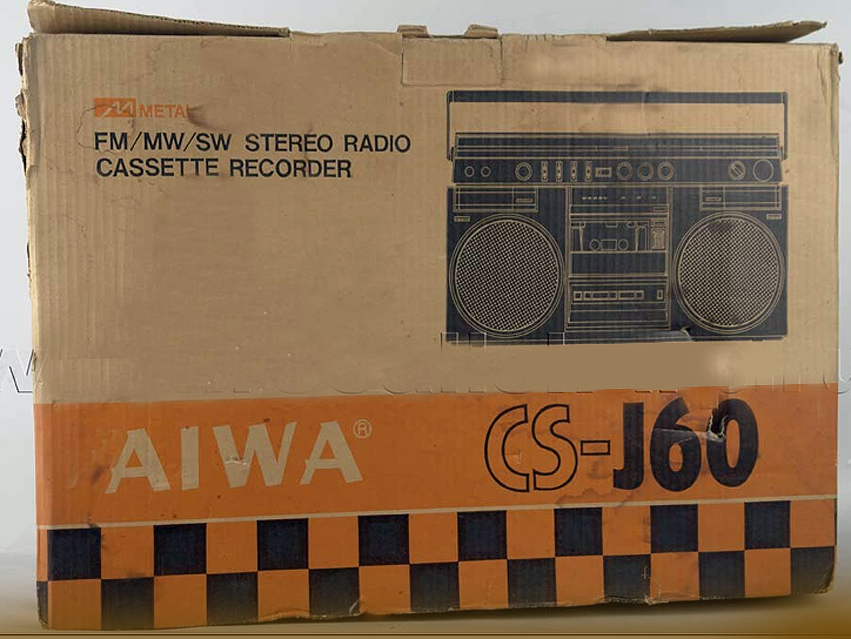 METAL
FM/MW/SW STEREO RADIO
CASSETTE RECORDER
AIWA®
CS-J60